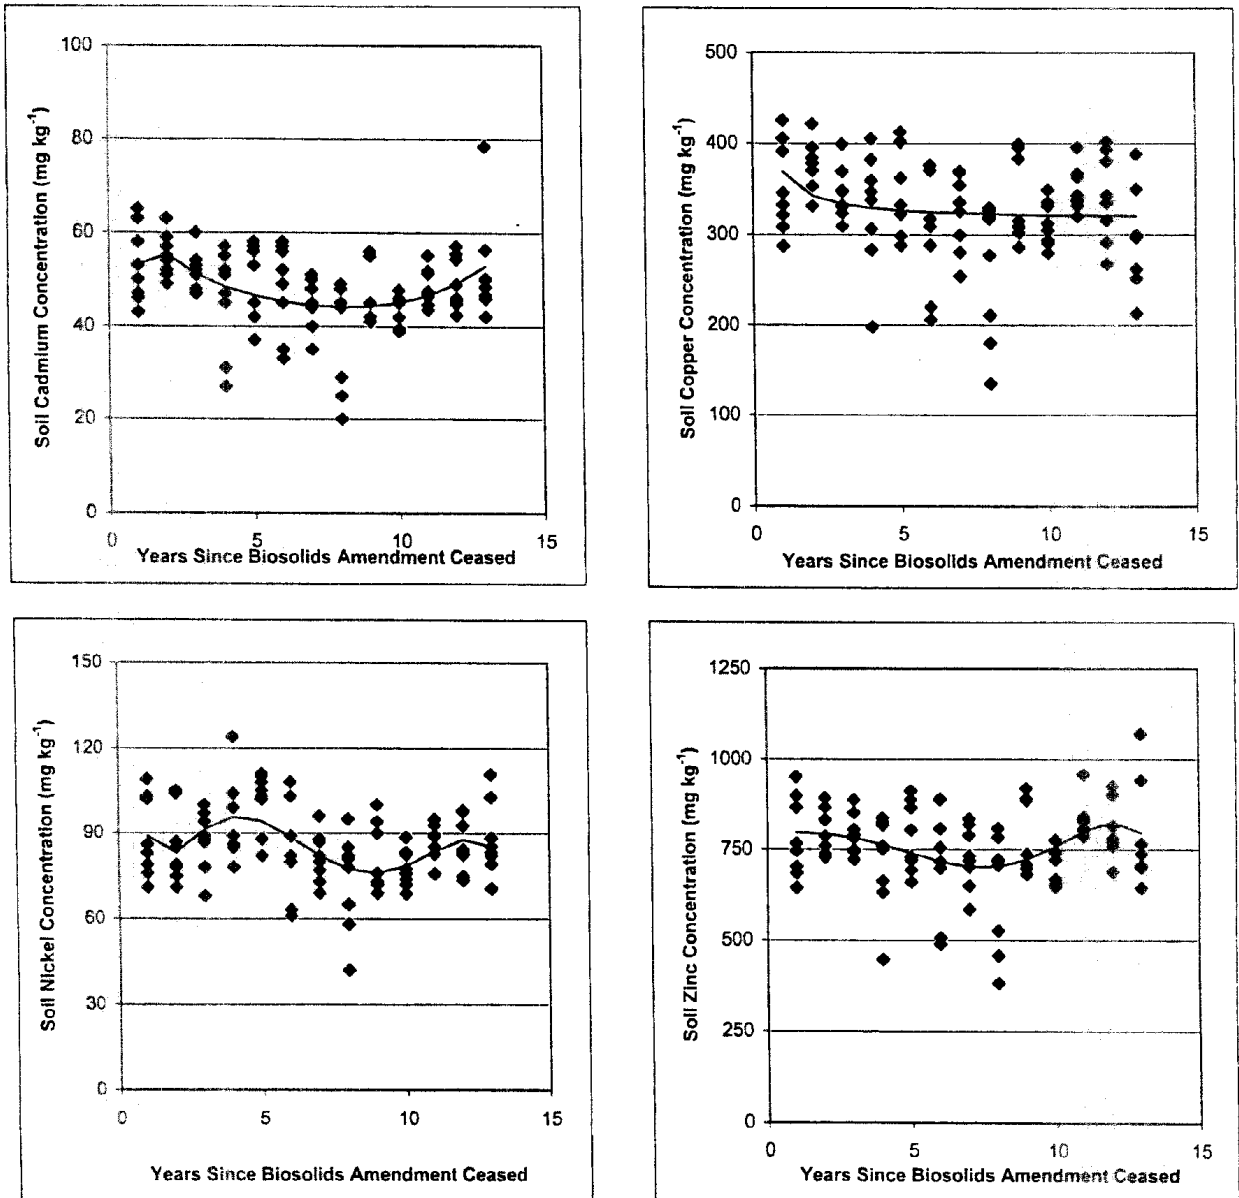 100
80
60
40
20
0
0 5 10 15
Soil Cadmium Concentration (mg kg⁻¹)
Years Since Biosolids Amendment Ceased
500
400
300
200
100
0
0 5 10 15
Soil Copper Concentration (mg kg⁻¹)
Years Since Biosolids Amendment Ceased
150
120
90
60
30
0
0 5 10 15
Soil Nickel Concentration (mg kg⁻¹)
Years Since Biosolids Amendment Ceased
1250
1000
750
500
250
0
0 5 10 15
Soil Zinc Concentration (mg kg⁻¹)
Years Since Biosolids Amendment Ceased